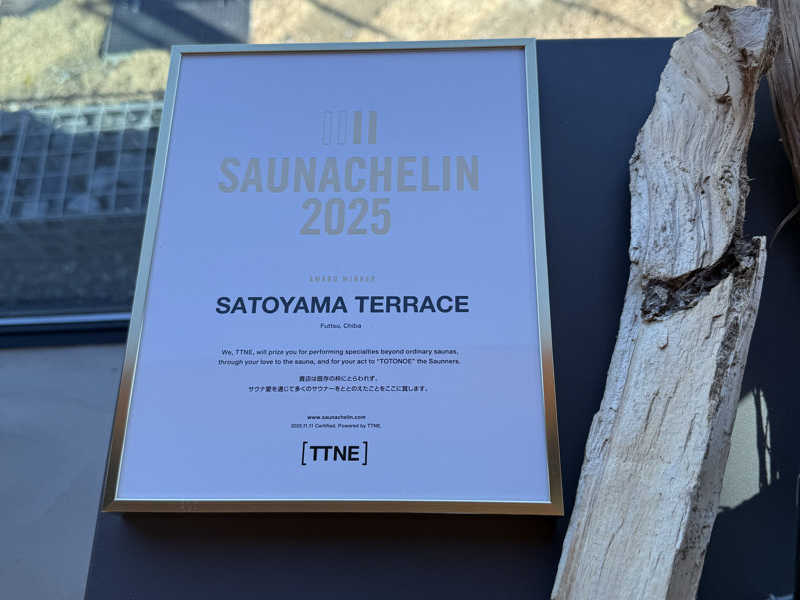 SAUNACHELIN
2025
AWARD WINNER
SATOYAMA TERRACE
Futtsu, Chiba
We, TTNE, will prize you for performing specialties beyond ordinary saunas,
through your love to the sauna, and for your act to "TOTONOE" the Saunners.
貴店は既存の枠にとらわれず、
サウナ愛を通じて多くのサウナーをととのえたことをここに賞します。
www.saunachelin.com
2025.11.11 Certified. Powered by TTNE.
[TTNE]